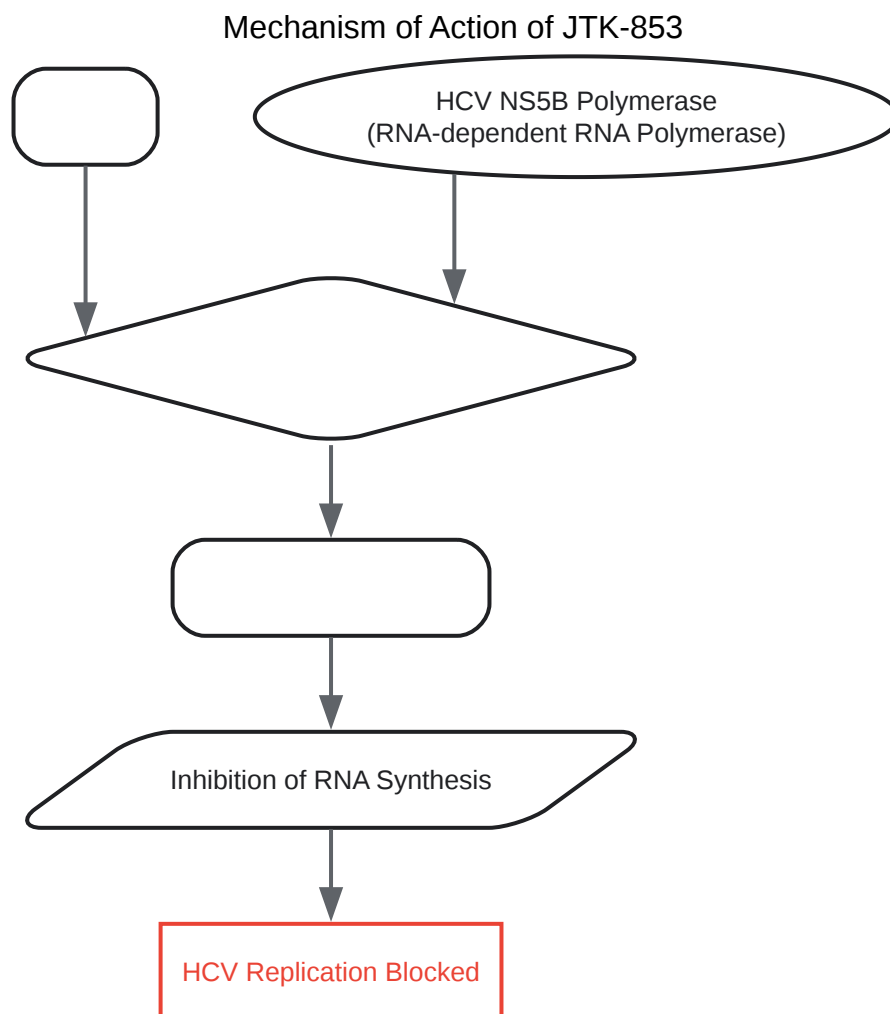 Mechanism of Action of JTK-853
HCV NS5B Polymerase
(RNA-dependent RNA Polymerase)
Inhibition of RNA Synthesis
HCV Replication Blocked